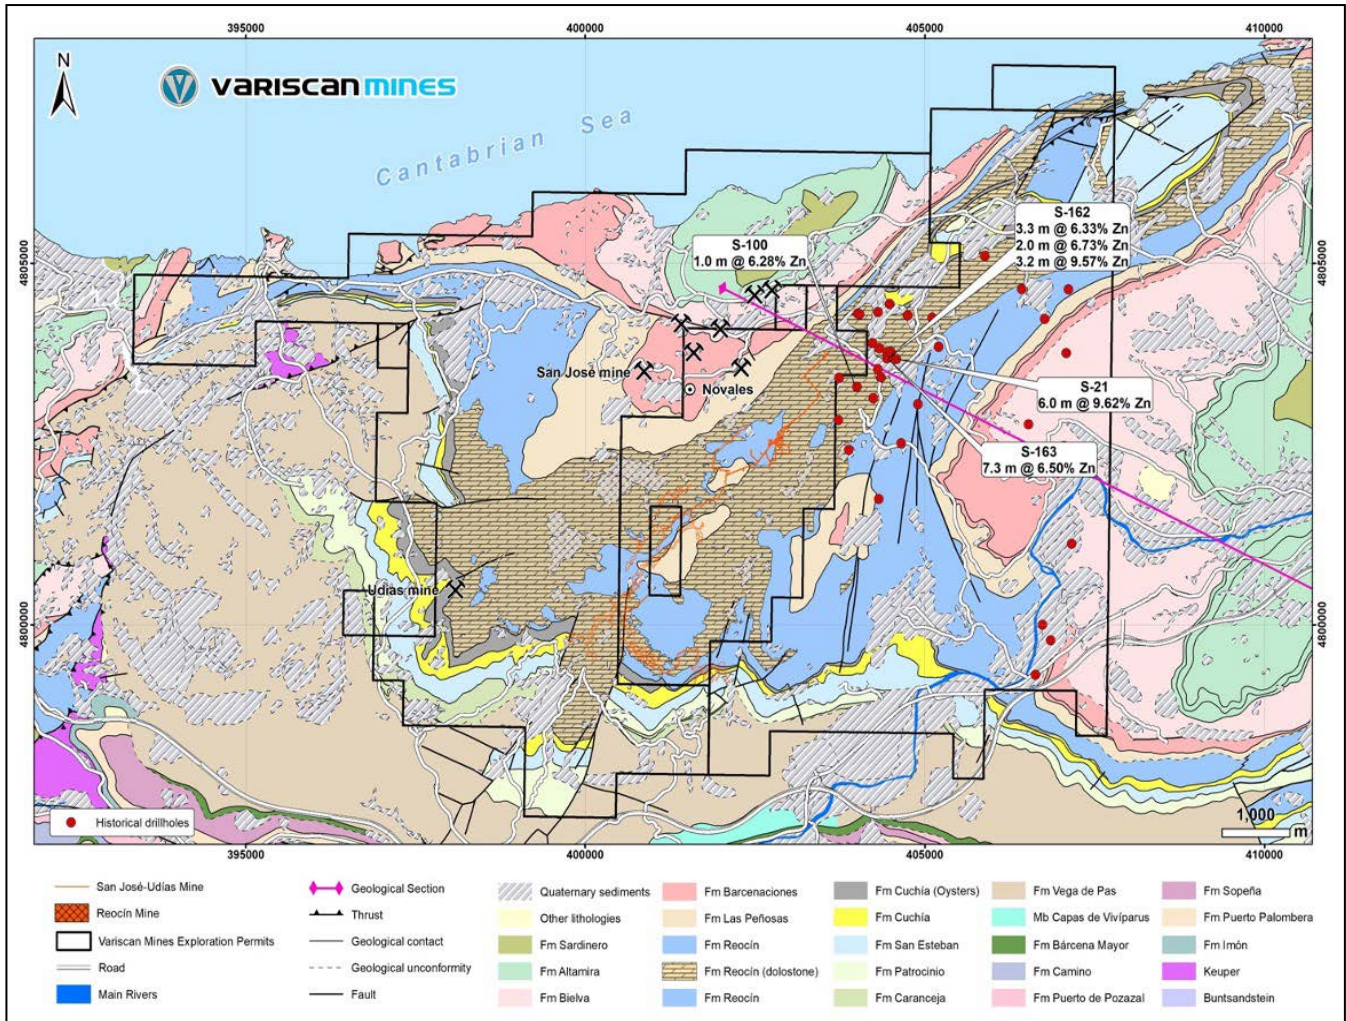 395000
400000
405000
410000
N
VARISCAN MINES
Cantabrian Sea
S-162
3.3 m @ 6.33% Zn
2.0 m @ 6.73% Zn
3.2 m @ 9.57% Zn
S-100
1.0 m @ 6.28% Zn
4805000
4805000
San José mine
Novales
S-21
6.0 m @ 9.62% Zn
S-163
7.3 m @ 6.50% Zn
Udías mine
4800000
4800000
Historical drillholes
1,000
m
395000
400000
405000
410000
San José-Udías Mine
Reocín Mine
Variscan Mines Exploration Permits
Road
Main Rivers
Geological Section
Thrust
Geological contact
Geological unconformity
Fault
Quaternary sediments
Other lithologies
Fm Sardinero
Fm Altamira
Fm Bielva
Fm Barcenaciones
Fm Las Peñosas
Fm Reocín
Fm Reocín (dolostone)
Fm Reocín
Fm Cuchía (Oysters)
Fm Cuchía
Fm San Esteban
Fm Patrocinio
Fm Caranceja
Fm Vega de Pas
Mb Capas de Vivíparus
Fm Bárcena Mayor
Fm Camino
Fm Puerto de Pozazal
Fm Sopeña
Fm Puerto Palombera
Fm Imón
Keuper
Buntsandstein